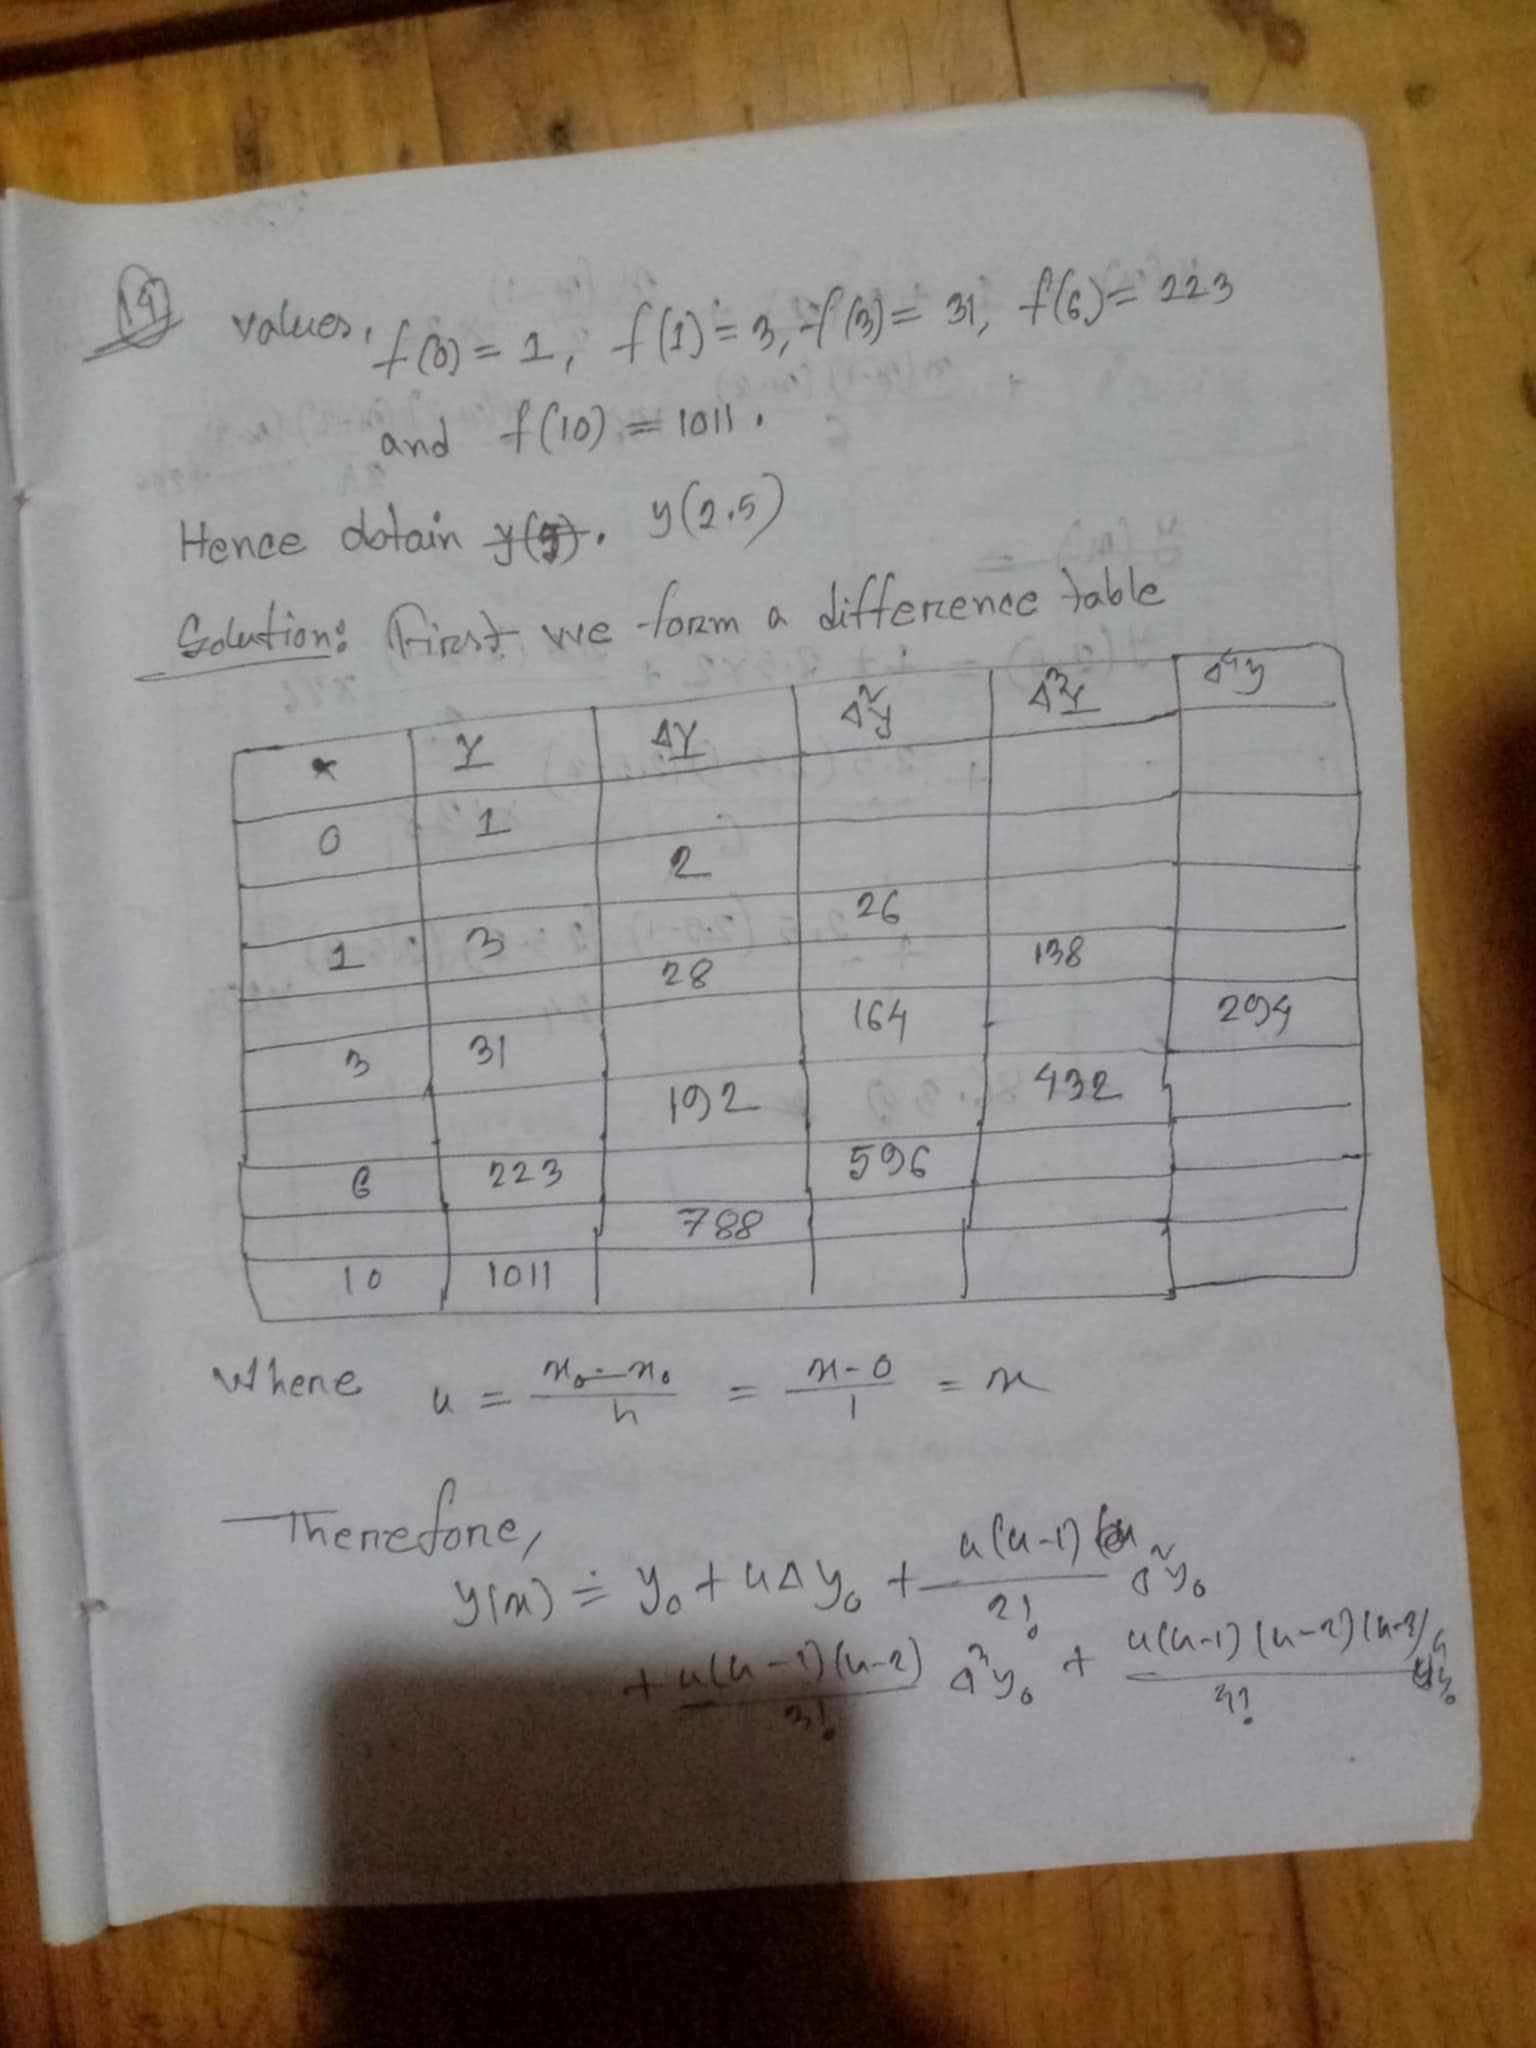 14 values, f(0) = 1, f(1) = 3, f(3) = 31, f(6) = 223
and f(10) = 1011.
Hence obtain y(2.5)
Solution: First we form a difference table
x Y ΔY Δ²y Δ³Y Δ⁴y
0 1
2
26
1 3
28 138
164 294
3 31
192 432
6 223 596
788
10 1011
Where u = x₀ - x₀ / h = x - 0 / 1 = x
Therefore,
y(x) = y₀ + uΔy₀ + u(u-1) / 2! Δ²y₀
+ u(u-1)(u-2) / 3! Δ³y₀ + u(u-1)(u-2)(u-3) / 4!